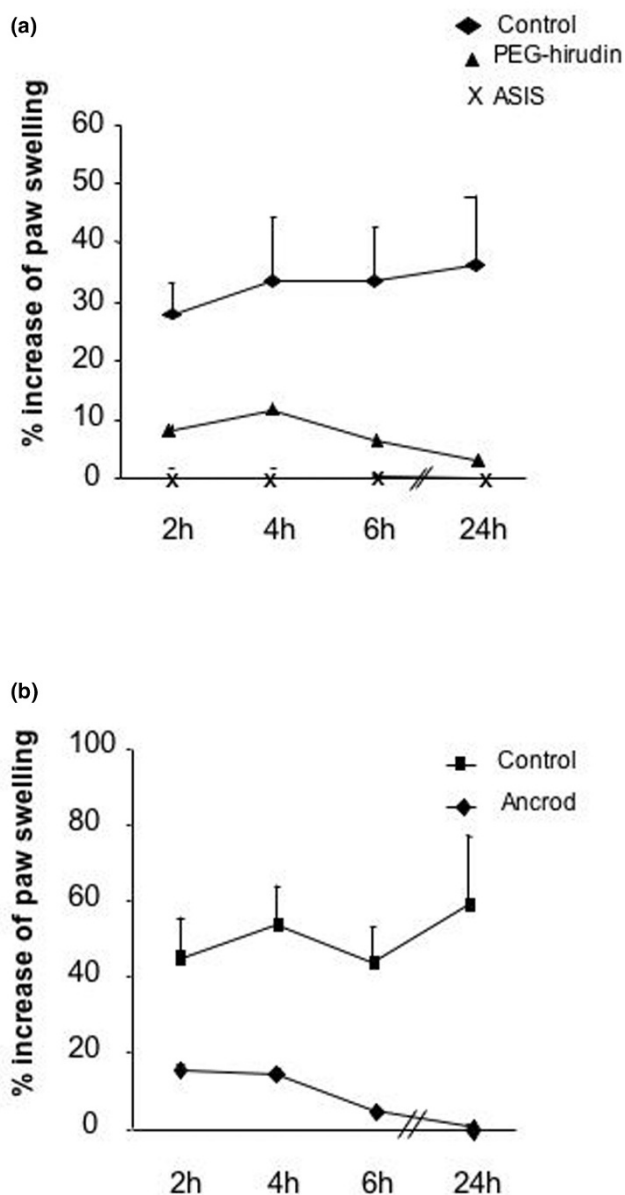 (a)
Control
PEG-hirudin
X ASIS
% increase of paw swelling
60
50
40
30
20
10
0
2h 4h 6h 24h
(b)
Control
Ancrod
% increase of paw swelling
100
80
60
40
20
0
2h 4h 6h 24h